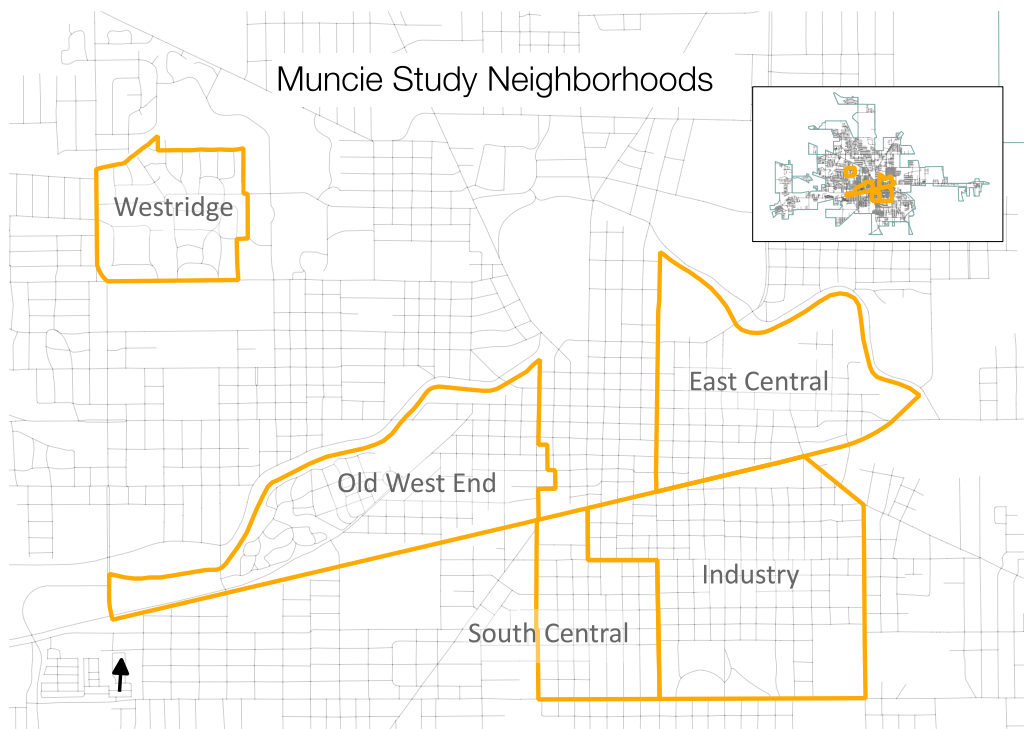 Muncie Study Neighborhoods
Westridge
East Central
Old West End
Industry
South Central